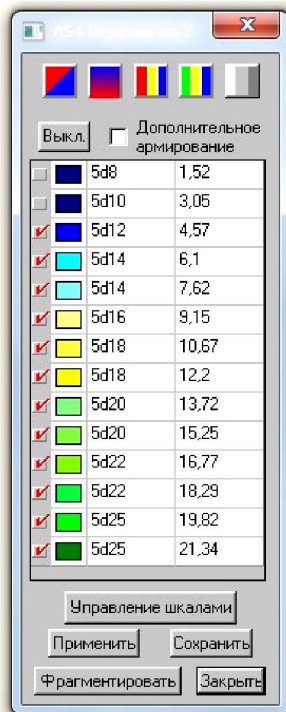 Выкл.
Дополнительное
армирование
5d8 1,52
5d10 3,05
5d12 4,57
5d14 6,1
5d14 7,62
5d16 9,15
5d18 10,67
5d18 12,2
5d20 13,72
5d20 15,25
5d22 16,77
5d22 18,29
5d25 19,82
5d25 21,34
Управление шкалами
Применить Сохранить
Фрагментировать Закрыть